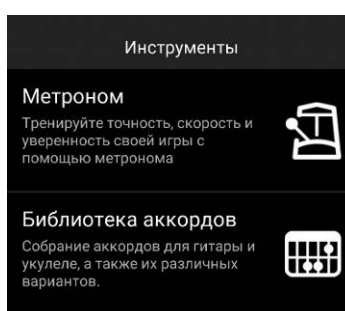 Инструменты
Метроном
Тренируйте точность, скорость и
уверенность своей игры с
помощью метронома
Библиотека аккордов
Собрание аккордов для гитары и
укулеле, а также их различных
вариантов.